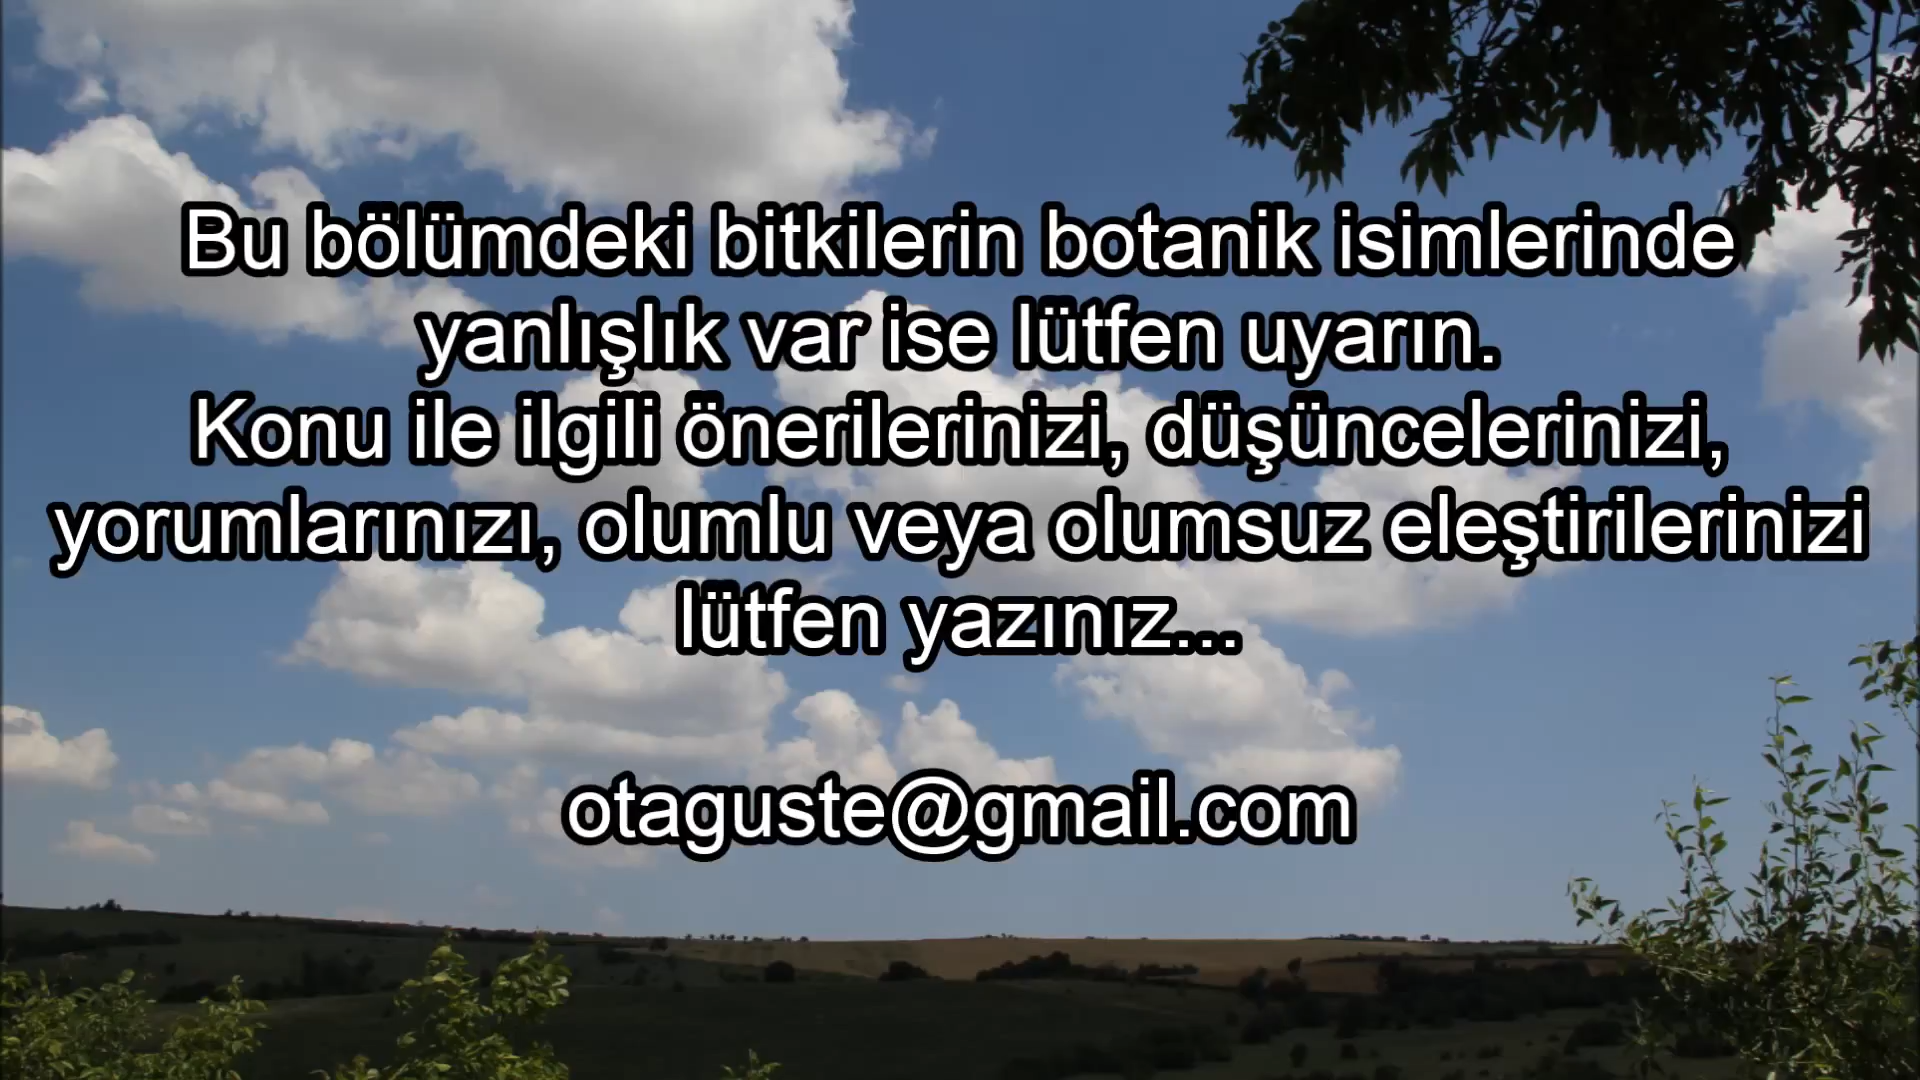 Bu bölümdeki bitkilerin botanik isimlerinde
yanlışlık var ise lütfen uyarın.
Konu ile ilgili önerilerinizi, düşüncelerinizi,
yorumlarınızı, olumlu veya olumsuz eleştirilerinizi
lütfen yazınız...
otaguste@gmail.com